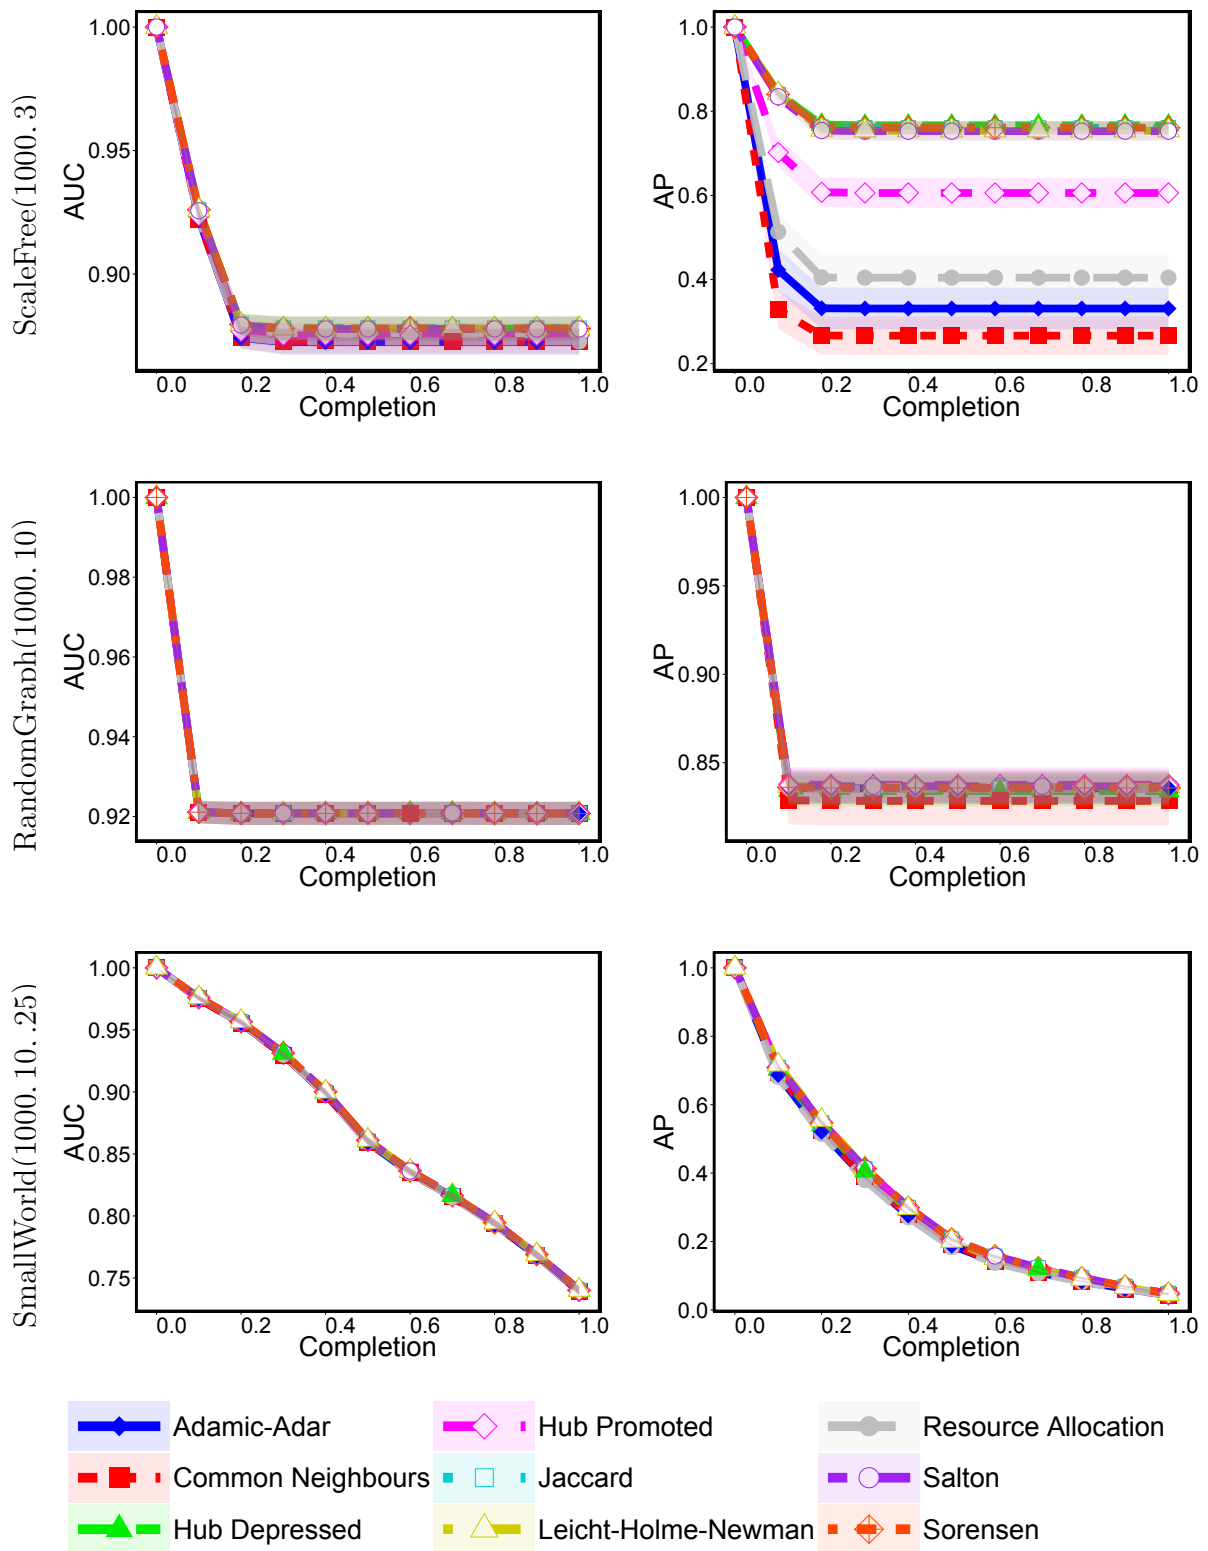 ScaleFree(1000, 3)
AUC
1.00
0.95
0.90
0.0 0.2 0.4 0.6 0.8 1.0
Completion
AP
1.0
0.8
0.6
0.4
0.2
0.0 0.2 0.4 0.6 0.8 1.0
Completion
RandomGraph(1000, 10)
AUC
1.00
0.98
0.96
0.94
0.92
0.0 0.2 0.4 0.6 0.8 1.0
Completion
AP
1.00
0.95
0.90
0.85
0.0 0.2 0.4 0.6 0.8 1.0
Completion
SmallWorld(1000, 10, .25)
AUC
1.00
0.95
0.90
0.85
0.80
0.75
0.0 0.2 0.4 0.6 0.8 1.0
Completion
AP
1.0
0.8
0.6
0.4
0.2
0.0
0.0 0.2 0.4 0.6 0.8 1.0
Completion
Adamic-Adar Hub Promoted Resource Allocation
Common Neighbours Jaccard Salton
Hub Depressed Leicht-Holme-Newman Sorensen